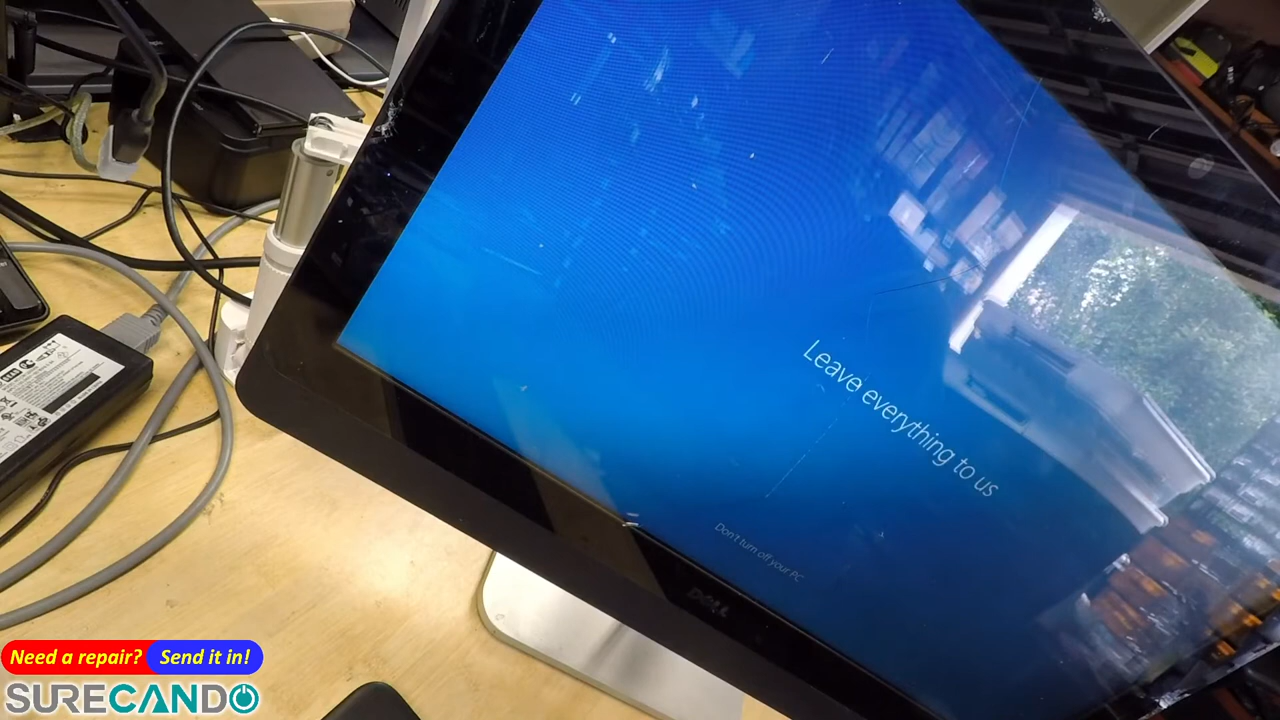 Leave everything to us
Don't turn off your PC
DELL
Need a repair? Send it in!
SURECANDO